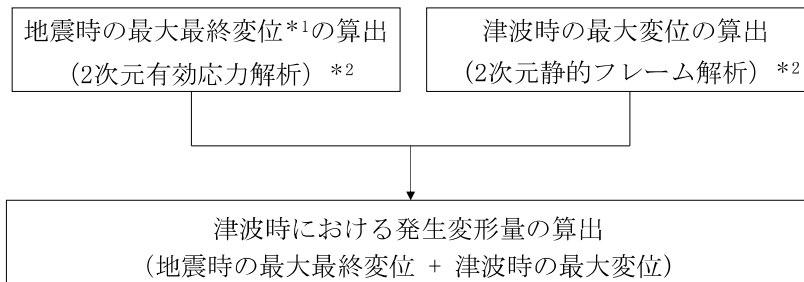 地震時の最大最終変位*1の算出
（2次元有効応力解析）*2
津波時の最大変位の算出
（2次元静的フレーム解析）*2
津波時における発生変形量の算出
（地震時の最大最終変位 + 津波時の最大変位）